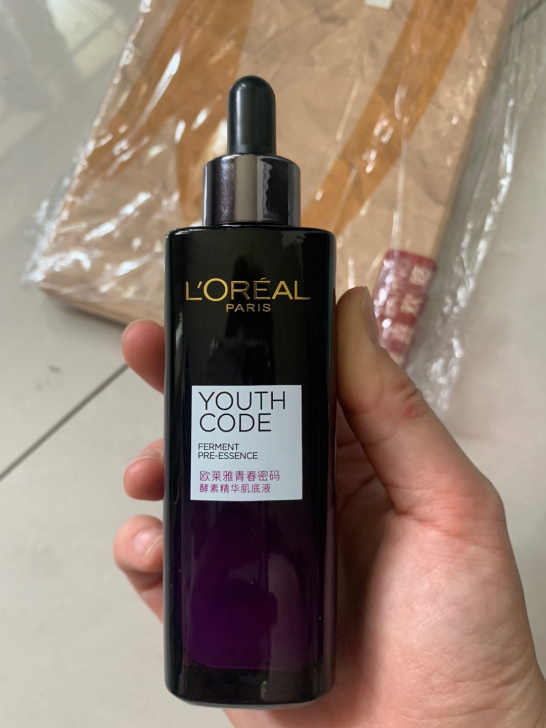 L'ORÉAL
PARIS
YOUTH
CODE
FERMENT
PRE-ESSENCE
欧莱雅青春密码
酵素精华肌底液